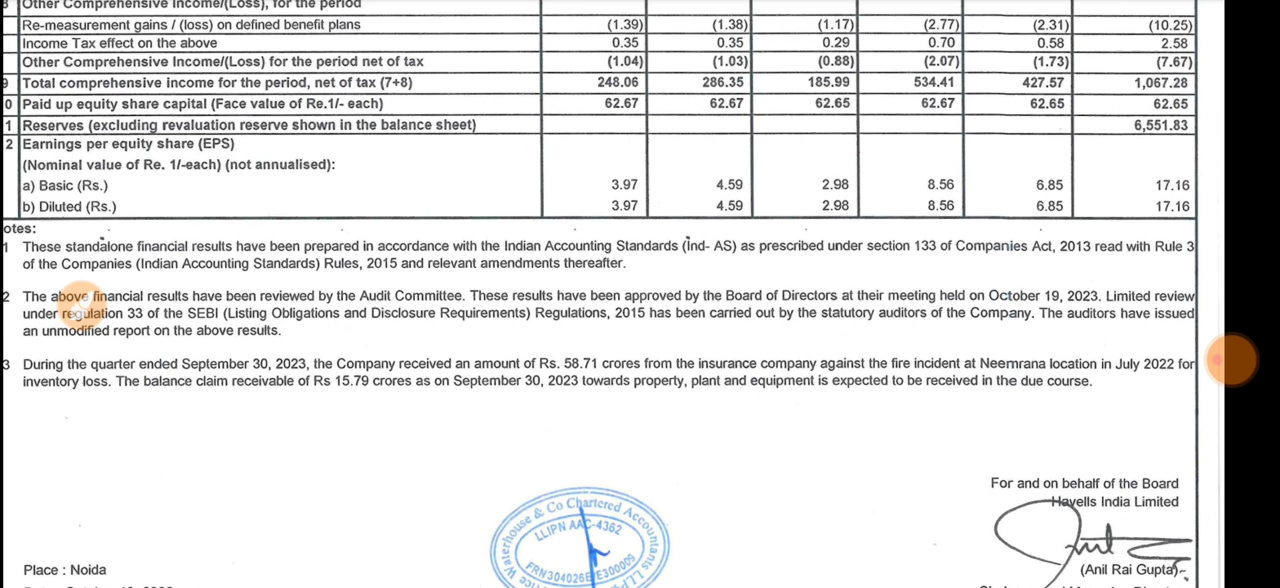 Other Comprehensive Income/(Loss), for the period
Re-measurement gains / (loss) on defined benefit plans (1.39) (1.38) (1.17) (2.77) (2.31) (10.25)
Income Tax effect on the above 0.35 0.35 0.29 0.70 0.58 2.58
Other Comprehensive Income/(Loss) for the period net of tax (1.04) (1.03) (0.88) (2.07) (1.73) (7.67)
9 Total comprehensive income for the period, net of tax (7+8) 248.06 286.35 185.99 534.41 427.57 1,067.28
0 Paid up equity share capital (Face value of Re.1/- each) 62.67 62.67 62.65 62.67 62.65 62.65
1 Reserves (excluding revaluation reserve shown in the balance sheet) 6,551.83
2 Earnings per equity share (EPS)
(Nominal value of Re. 1/-each) (not annualised):
a) Basic (Rs.) 3.97 4.59 2.98 8.56 6.85 17.16
b) Diluted (Rs.) 3.97 4.59 2.98 8.56 6.85 17.16
otes:
1 These standalone financial results have been prepared in accordance with the Indian Accounting Standards (Ind- AS) as prescribed under section 133 of Companies Act, 2013 read with Rule 3
of the Companies (Indian Accounting Standards) Rules, 2015 and relevant amendments thereafter.
2 The above financial results have been reviewed by the Audit Committee. These results have been approved by the Board of Directors at their meeting held on October 19, 2023. Limited review
under regulation 33 of the SEBI (Listing Obligations and Disclosure Requirements) Regulations, 2015 has been carried out by the statutory auditors of the Company. The auditors have issued
an unmodified report on the above results.
3 During the quarter ended September 30, 2023, the Company received an amount of Rs. 58.71 crores from the insurance company against the fire incident at Neemrana location in July 2022 for
inventory loss. The balance claim receivable of Rs 15.79 crores as on September 30, 2023 towards property, plant and equipment is expected to be received in the due course.
For and on behalf of the Board
Havells India Limited
Waterhouse & Co Chartered Accountants LLP
LLIPN AAC-4362
FRN304026E/E300009
Place : Noida
(Anil Rai Gupta)